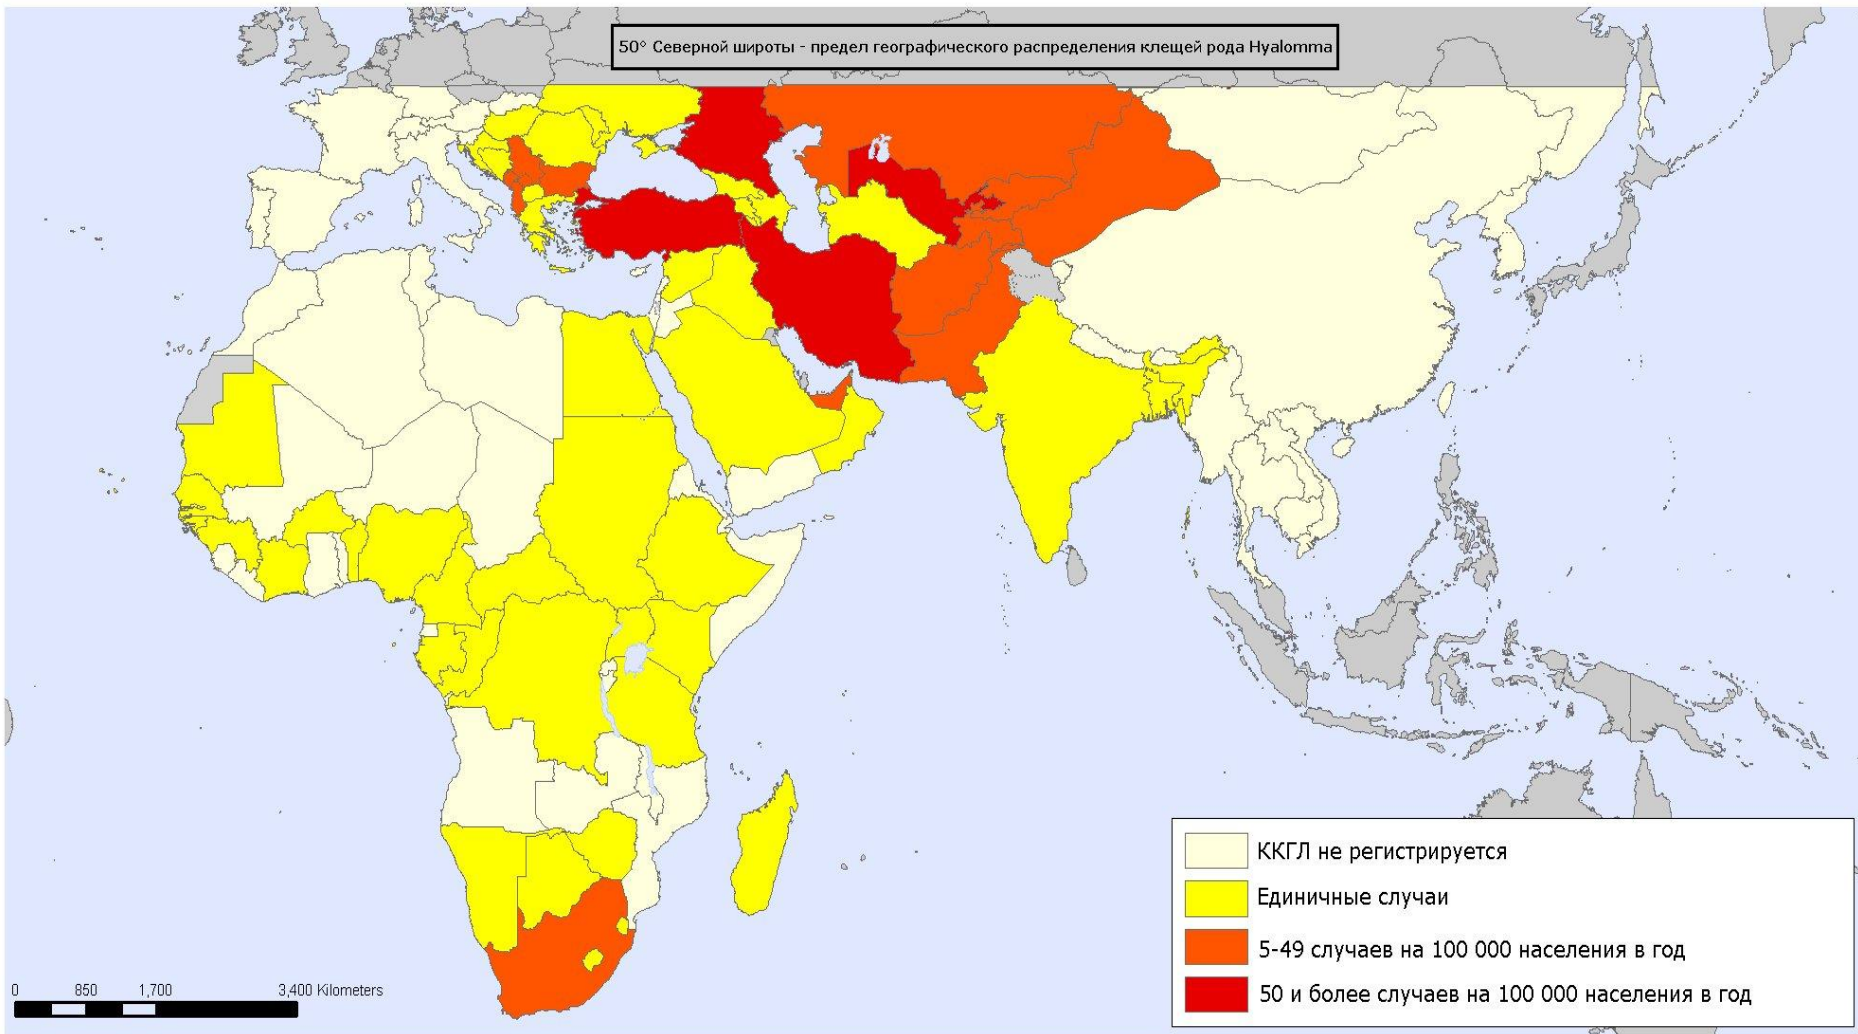 50° Северной широты - предел географического распределения клещей рода Hyalomma
ККГЛ не регистрируется
Единичные случаи
5-49 случаев на 100 000 населения в год
50 и более случаев на 100 000 населения в год
0 850 1,700 3,400 Kilometers